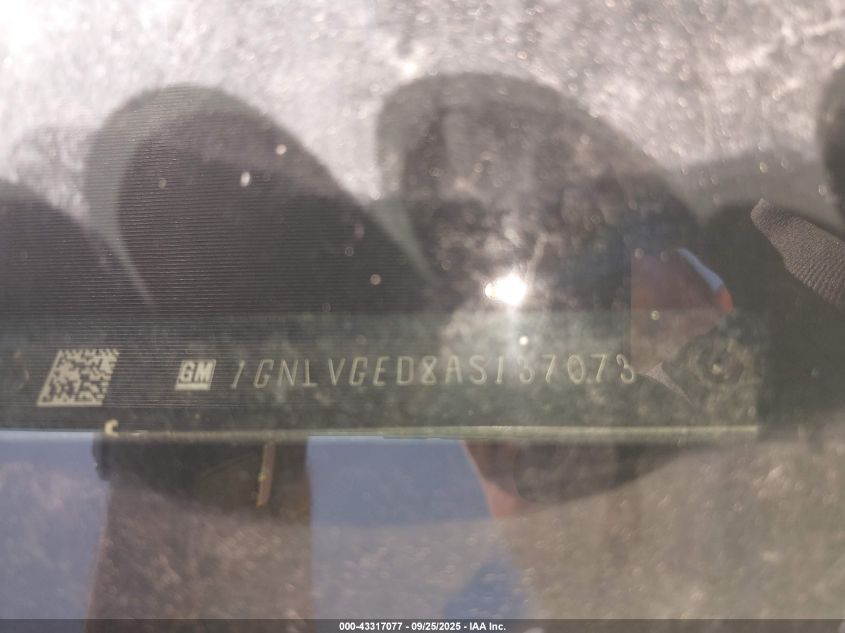 GM 1GNLVGED8AS137073
000-43317077 - 09/25/2025 - IAA Inc.